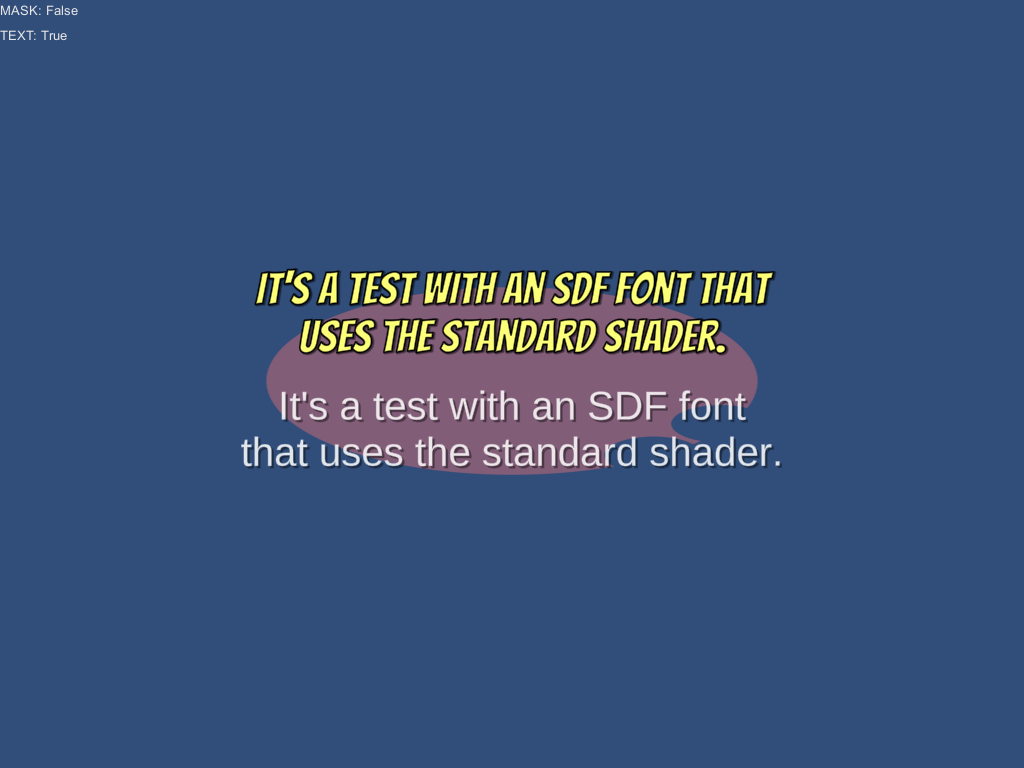 MASK: False
TEXT: True
IT'S A TEST WITH AN SDF FONT THAT
USES THE STANDARD SHADER.
It's a test with an SDF font
that uses the standard shader.